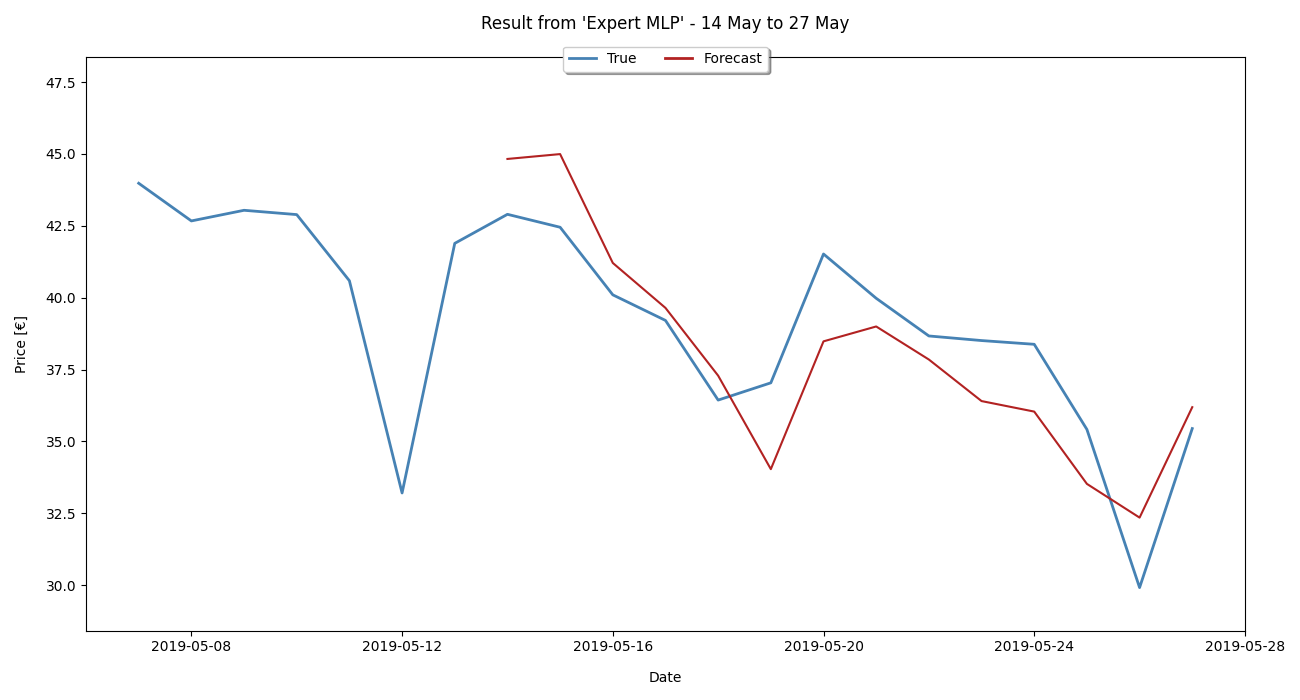 Result from 'Expert MLP' - 14 May to 27 May
True Forecast
47.5
45.0
42.5
40.0
37.5
35.0
32.5
30.0
Price [€]
2019-05-08 2019-05-12 2019-05-16 2019-05-20 2019-05-24 2019-05-28
Date